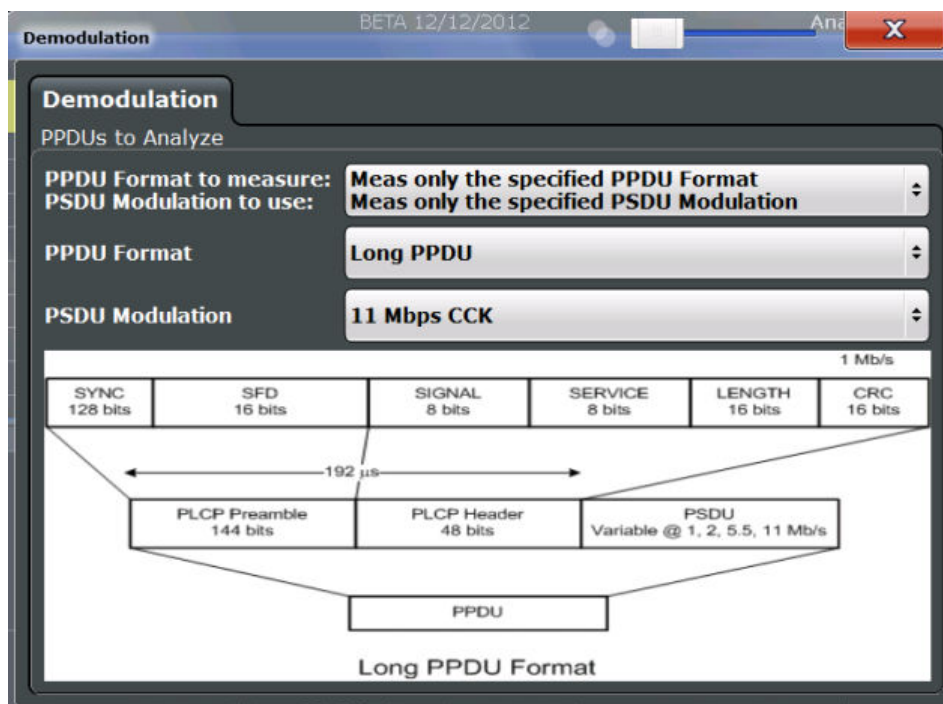 BETA 12/12/2012
Demodulation
Demodulation
PPDUs to Analyze
PPDU Format to measure:
PSDU Modulation to use:
Meas only the specified PPDU Format
Meas only the specified PSDU Modulation
PPDU Format
Long PPDU
PSDU Modulation
11 Mbps CCK
1 Mb/s
SYNC
128 bits
SFD
16 bits
SIGNAL
8 bits
SERVICE
8 bits
LENGTH
16 bits
CRC
16 bits
192 µs
PLCP Preamble
144 bits
PLCP Header
48 bits
PSDU
Variable @ 1, 2, 5.5, 11 Mb/s
PPDU
Long PPDU Format